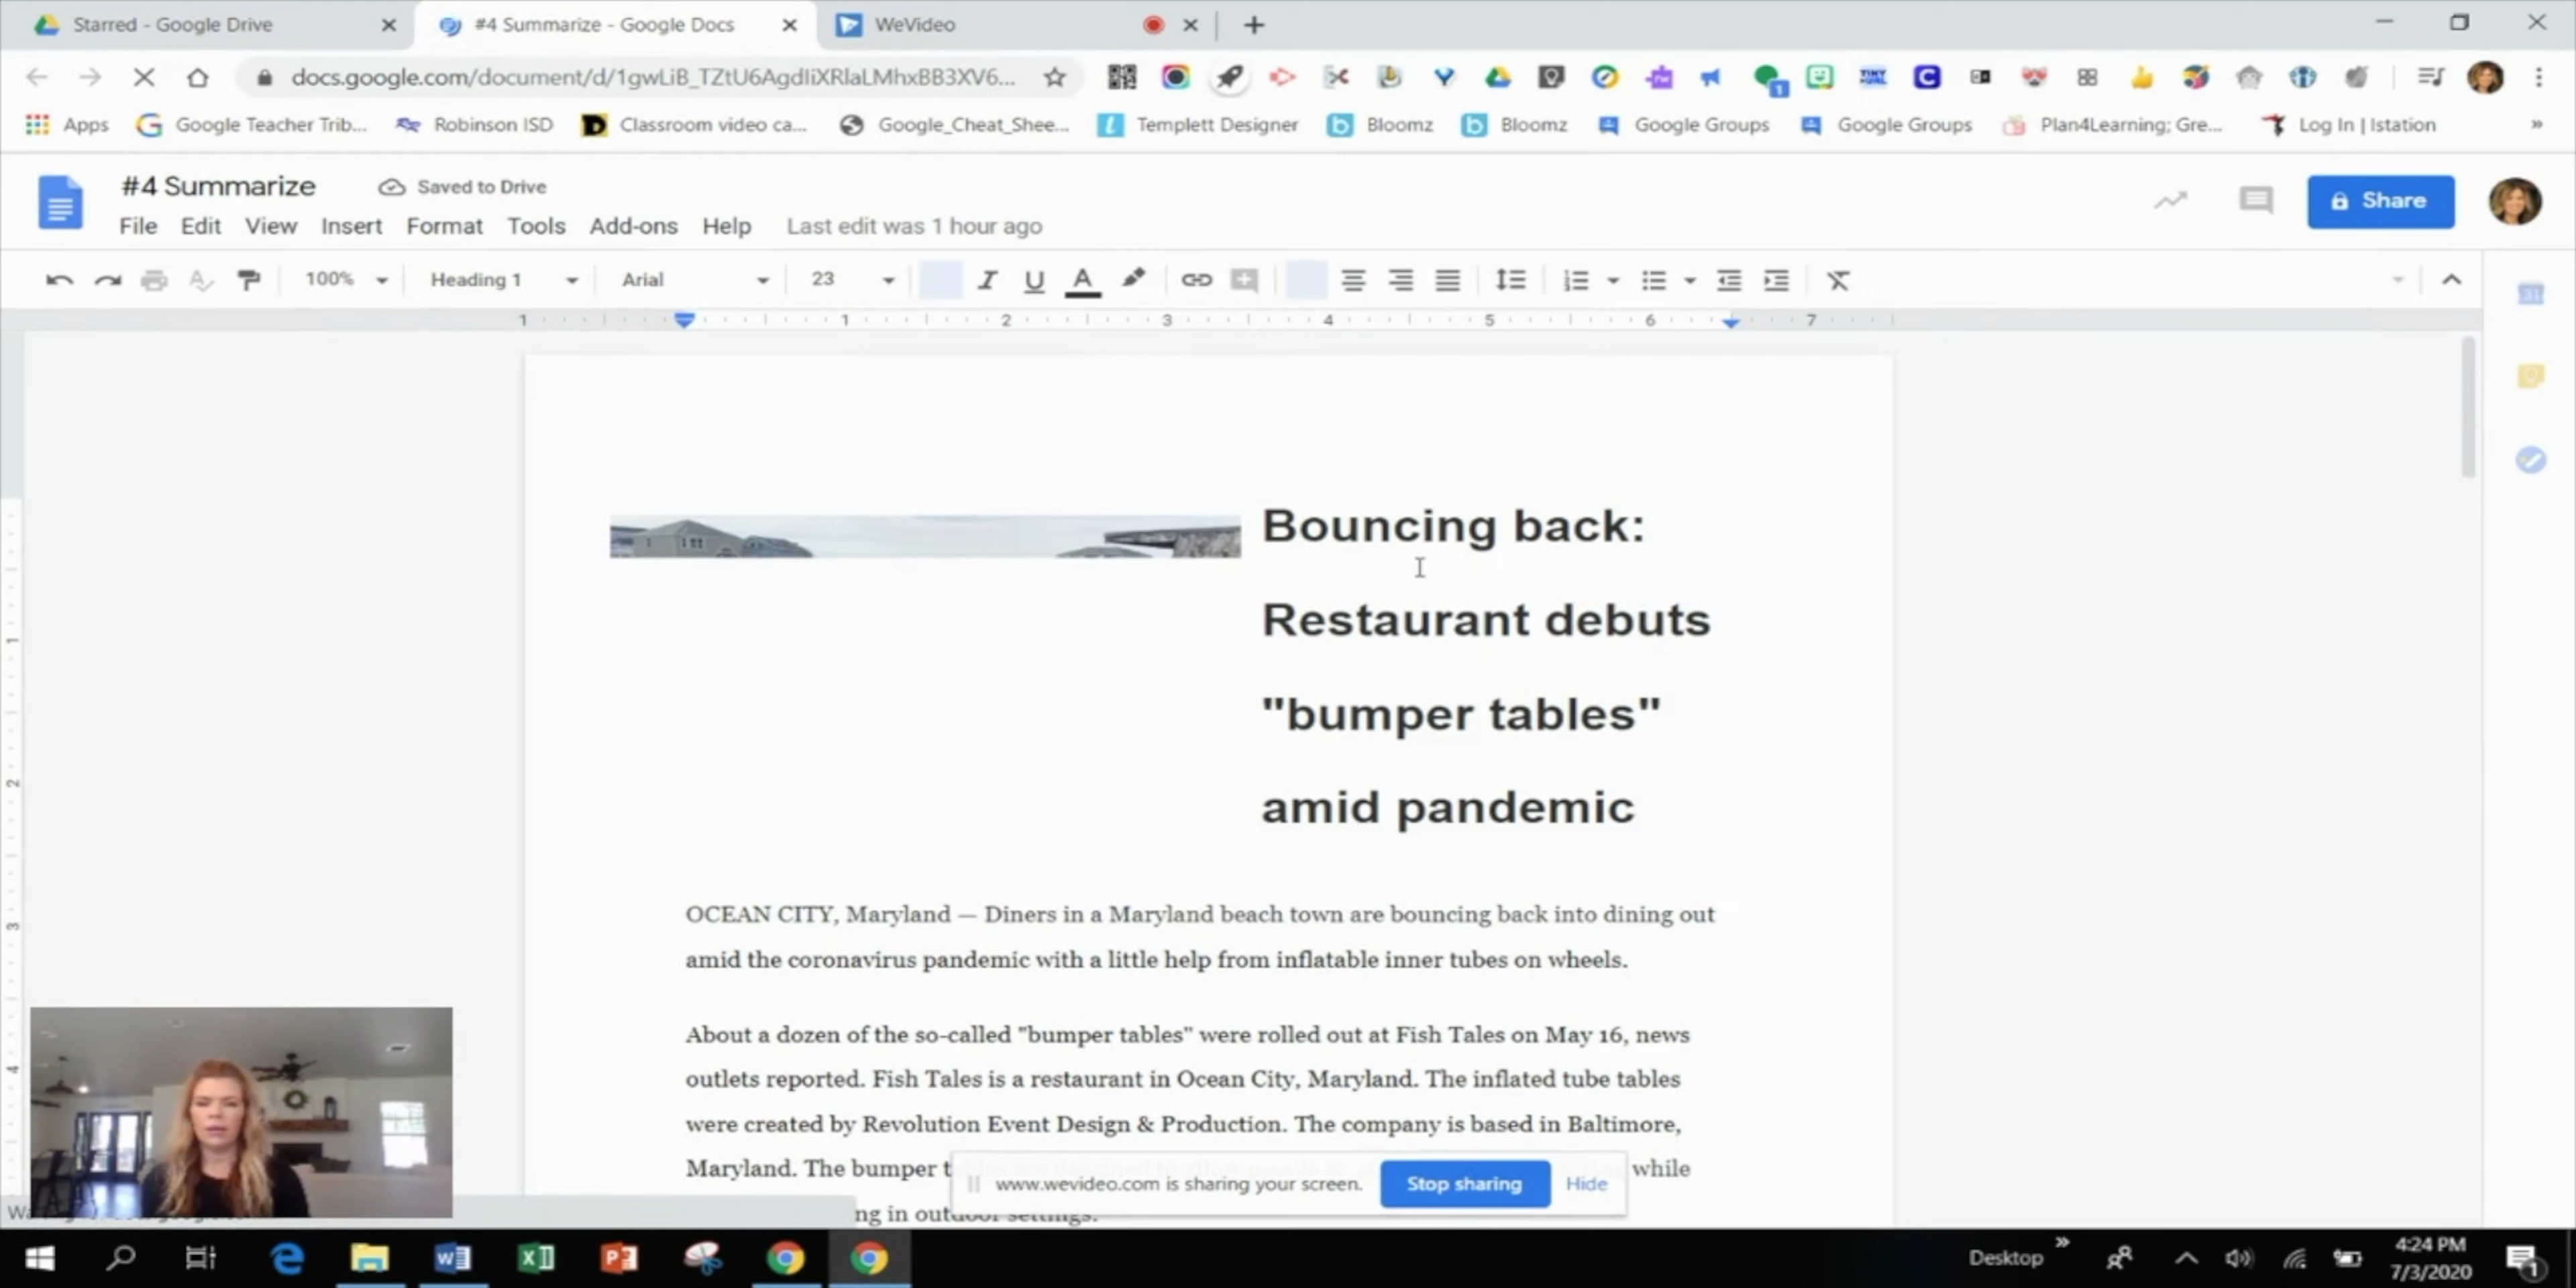 Starred - Google Drive
#4 Summarize - Google Docs
WeVideo
docs.google.com/document/d/1gwLiB_TZtU6AgdIiXRlaLMhxBB3XV6...
Apps
Google Teacher Trib...
Robinson ISD
Classroom video ca...
Google_Cheat_Shee...
Templett Designer
Bloomz
Bloomz
Google Groups
Google Groups
Plan4Learning; Gre...
Log In | Istation
#4 Summarize
Saved to Drive
Share
File Edit View Insert Format Tools Add-ons Help Last edit was 1 hour ago
100% Heading 1 Arial 23
1 1 2 3 4 5 6 7
Bouncing back:
Restaurant debuts
"bumper tables"
amid pandemic
OCEAN CITY, Maryland — Diners in a Maryland beach town are bouncing back into dining out
amid the coronavirus pandemic with a little help from inflatable inner tubes on wheels.
About a dozen of the so-called "bumper tables" were rolled out at Fish Tales on May 16, news
outlets reported. Fish Tales is a restaurant in Ocean City, Maryland. The inflated tube tables
were created by Revolution Event Design & Production. The company is based in Baltimore,
Maryland. The bumper while
www.wevideo.com is sharing your screen. Stop sharing Hide
in outdoor settings.
Desktop
4:24 PM
7/3/2020